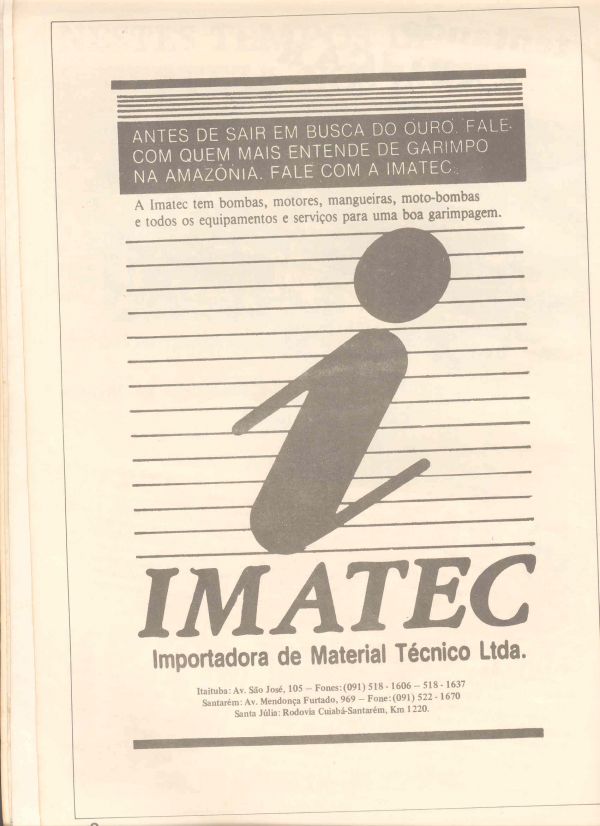 ANTES DE SAIR EM BUSCA DO OURO. FALE
COM QUEM MAIS ENTENDE DE GARIMPO
NA AMAZÔNIA. FALE COM A IMATEC.
A Imatec tem bombas, motores, mangueiras, moto-bombas
e todos os equipamentos e serviços para uma boa garimpagem.
IMATEC
Importadora de Material Técnico Ltda.
Itaituba: Av. São José, 105 — Fones: (091) 518 - 1606 — 518 - 1637
Santarém: Av. Mendonça Furtado, 969 — Fone: (091) 522 - 1670
Santa Júlia: Rodovia Cuiabá-Santarém, Km 1220.